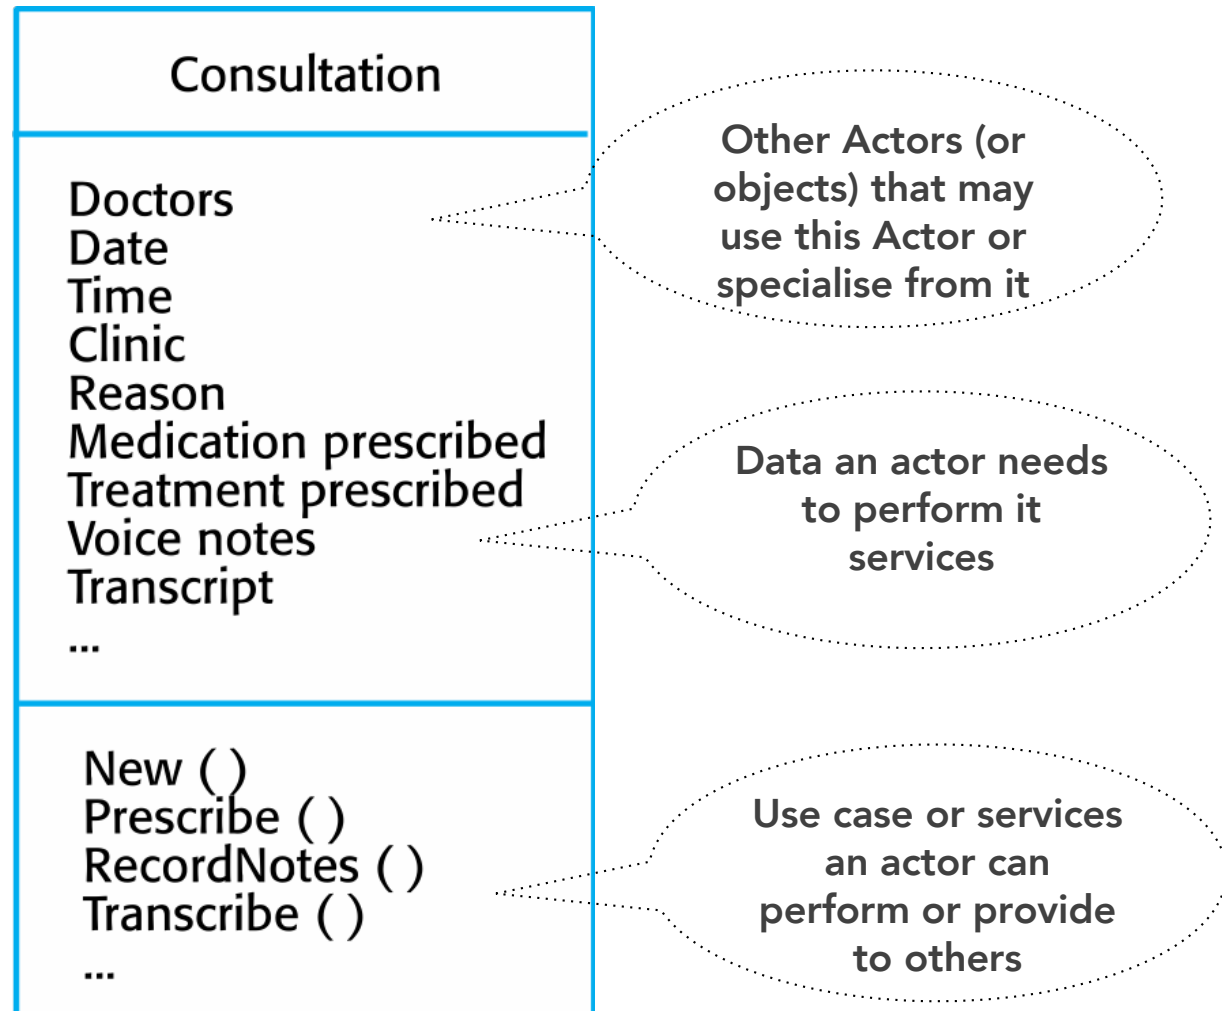 Consultation
Doctors
Date
Time
Clinic
Reason
Medication prescribed
Treatment prescribed
Voice notes
Transcript
...
New ( )
Prescribe ( )
RecordNotes ( )
Transcribe ( )
...
Other Actors (or
objects) that may
use this Actor or
specialise from it
Data an actor needs
to perform it
services
Use case or services
an actor can
perform or provide
to others